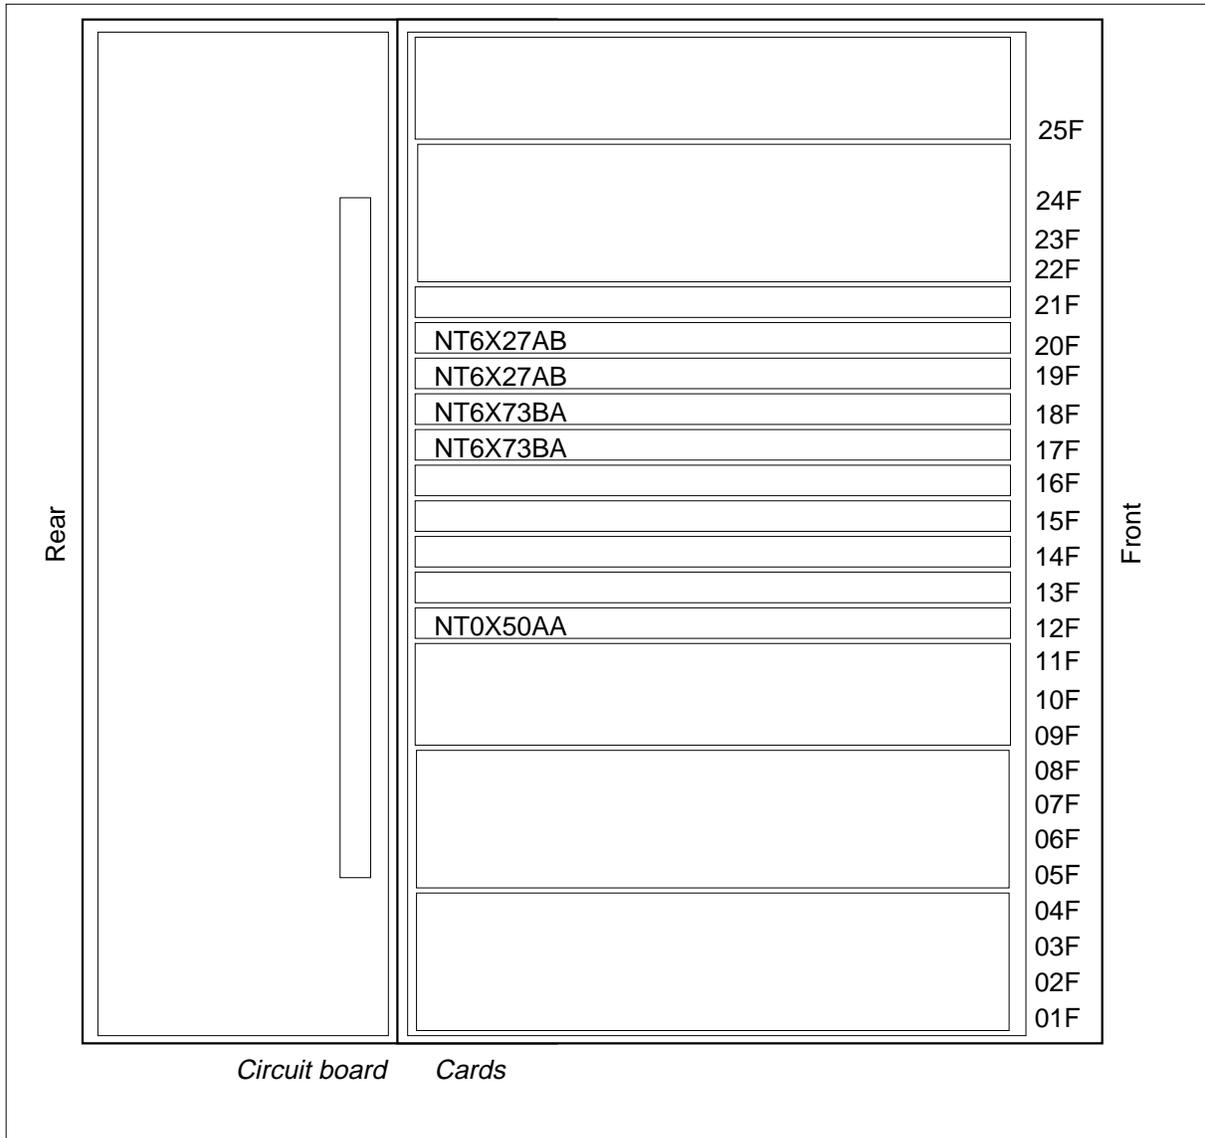 25F
24F
23F
22F
21F
NT6X27AB 20F
NT6X27AB 19F
NT6X73BA 18F
NT6X73BA 17F
16F
Rear
15F
Front
14F
13F
NT0X50AA 12F
11F
10F
09F
08F
07F
06F
05F
04F
03F
02F
01F
Circuit board Cards